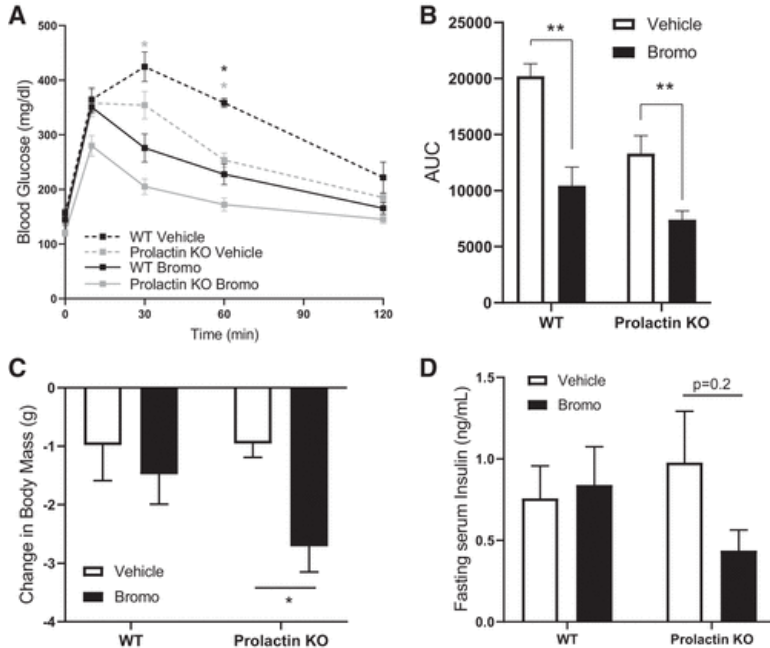 A
Blood Glucose (mg/dl)
500
400
300
200
100
0
*
*
*
WT Vehicle
Prolactin KO Vehicle
WT Bromo
Prolactin KO Bromo
0 30 60 90 120
Time (min)
B
Vehicle
Bromo
AUC
25000
20000
15000
10000
5000
0
**
**
WT Prolactin KO
C
Change in Body Mass (g)
0
-1
-2
-3
-4
Vehicle
Bromo
*
WT Prolactin KO
D
Fasting serum Insulin (ng/mL)
1.5
1.0
0.5
0.0
Vehicle
Bromo
p=0.2
WT Prolactin KO